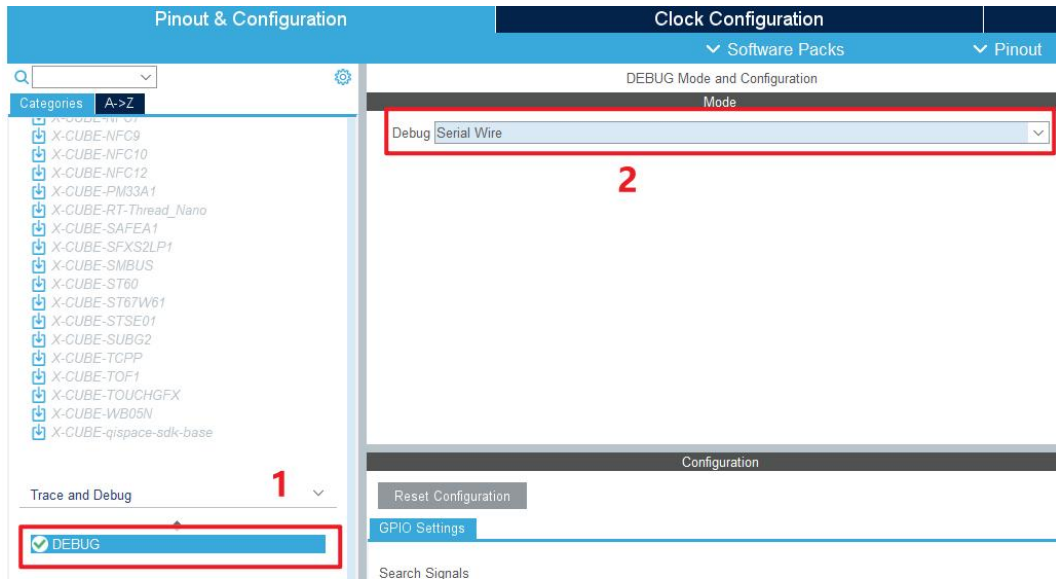 Pinout & Configuration
Clock Configuration
Software Packs
Pinout
Categories
A->Z
X-CUBE-NFC9
X-CUBE-NFC10
X-CUBE-NFC12
X-CUBE-PM33A1
X-CUBE-RT-Thread_Nano
X-CUBE-SAFEA1
X-CUBE-SFXS2LP1
X-CUBE-SMBUS
X-CUBE-ST60
X-CUBE-ST67W61
X-CUBE-STSE01
X-CUBE-SUBG2
X-CUBE-TCPP
X-CUBE-TOF1
X-CUBE-TOUCHGFX
X-CUBE-WB05N
X-CUBE-qispace-sdk-base
Trace and Debug
1
DEBUG
DEBUG Mode and Configuration
Mode
Debug Serial Wire
2
Configuration
Reset Configuration
GPIO Settings
Search Signals